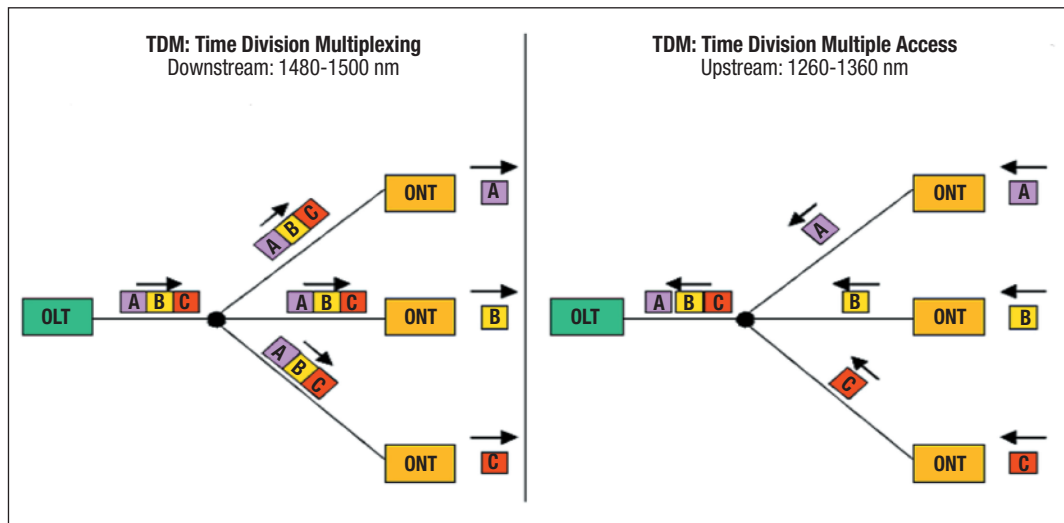 TDM: Time Division Multiplexing
Downstream: 1480-1500 nm
ONT
A
A B C
A B C
OLT
A B C
ONT
B
A B C
ONT
C
TDM: Time Division Multiple Access
Upstream: 1260-1360 nm
A
ONT
A
A B C
B
OLT
ONT
B
C
ONT
C